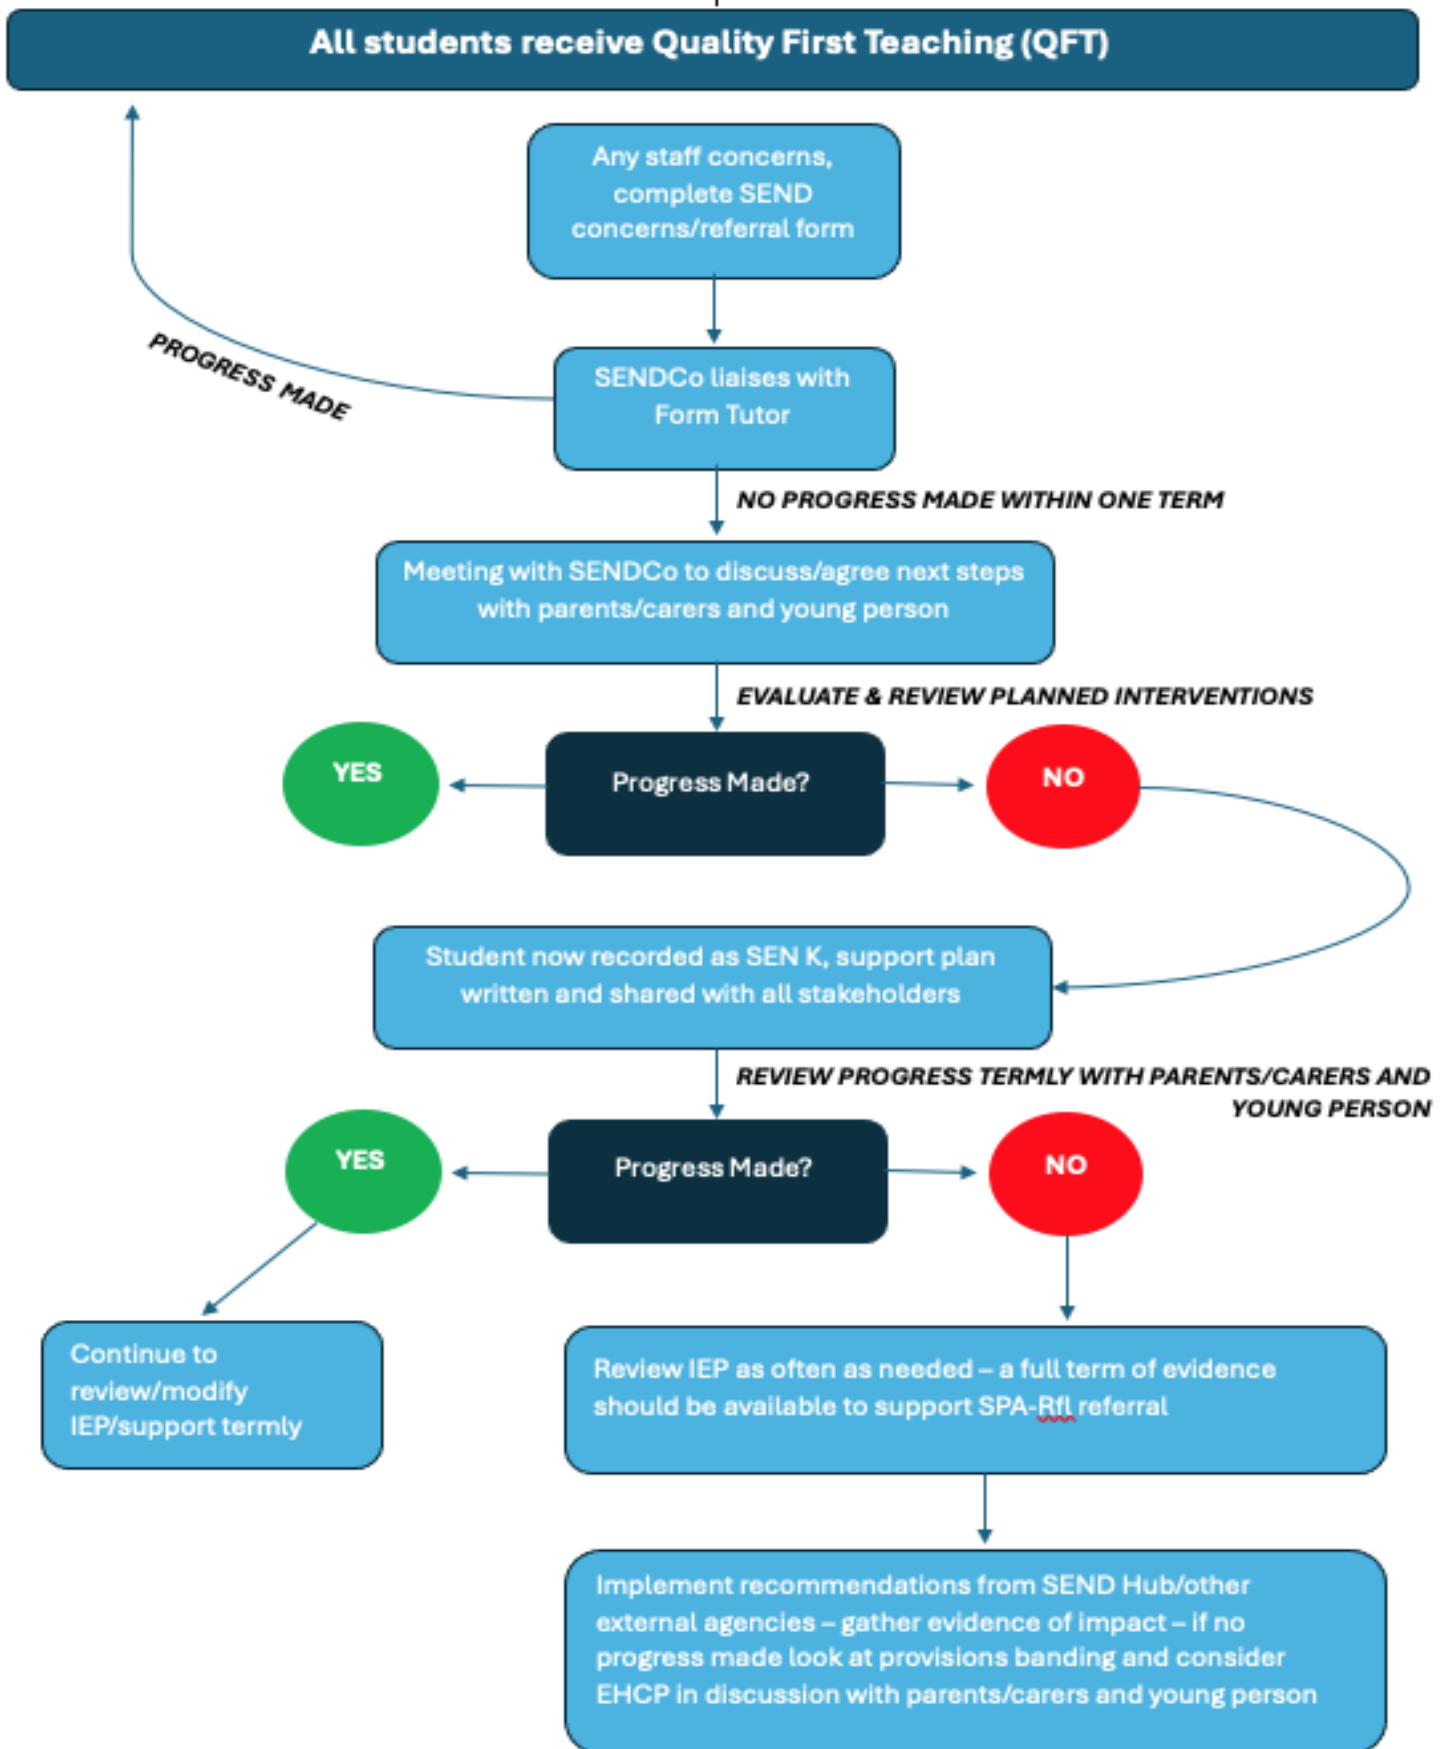 All students receive Quality First Teaching (QFT)
Any staff concerns,
complete SEND
concerns/referral form
PROGRESS MADE
SENDCo liaises with
Form Tutor
NO PROGRESS MADE WITHIN ONE TERM
Meeting with SENDCo to discuss/agree next steps
with parents/carers and young person
EVALUATE & REVIEW PLANNED INTERVENTIONS
YES
Progress Made?
NO
Student now recorded as SEN K, support plan
written and shared with all stakeholders
REVIEW PROGRESS TERMLY WITH PARENTS/CARERS AND
YOUNG PERSON
YES
Progress Made?
NO
Continue to
review/modify
IEP/support termly
Review IEP as often as needed – a full term of evidence
should be available to support SPA-Rfl referral
Implement recommendations from SEND Hub/other
external agencies – gather evidence of impact – if no
progress made look at provisions banding and consider
EHCP in discussion with parents/carers and young person